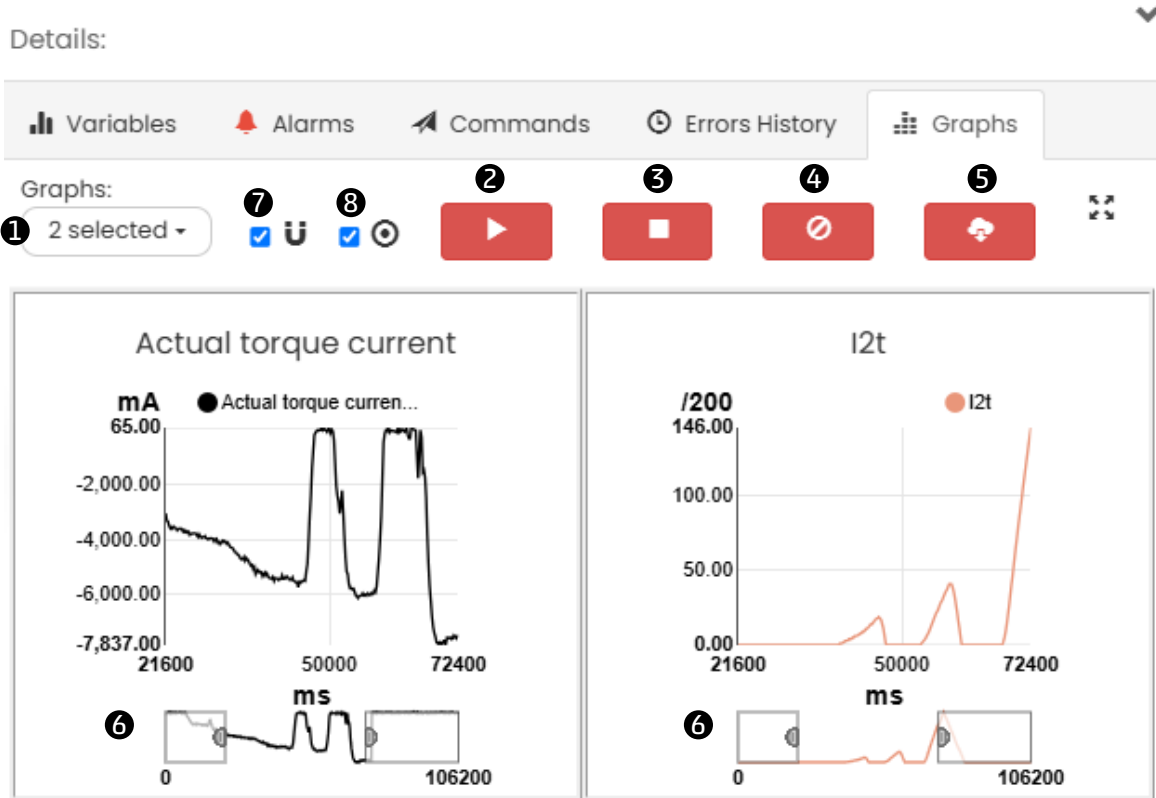 Details:
Variables Alarms Commands Errors History Graphs
Graphs:
❶ 2 selected ❼ ❽ ❷ ❸ ❹ ❺
Actual torque current
mA Actual torque curren...
65.00
-2,000.00
-4,000.00
-6,000.00
-7,837.00
21600 50000 72400
ms
❻
0 106200
I2t
/200 I2t
146.00
100.00
50.00
0.00
21600 50000 72400
ms
❻
0 106200